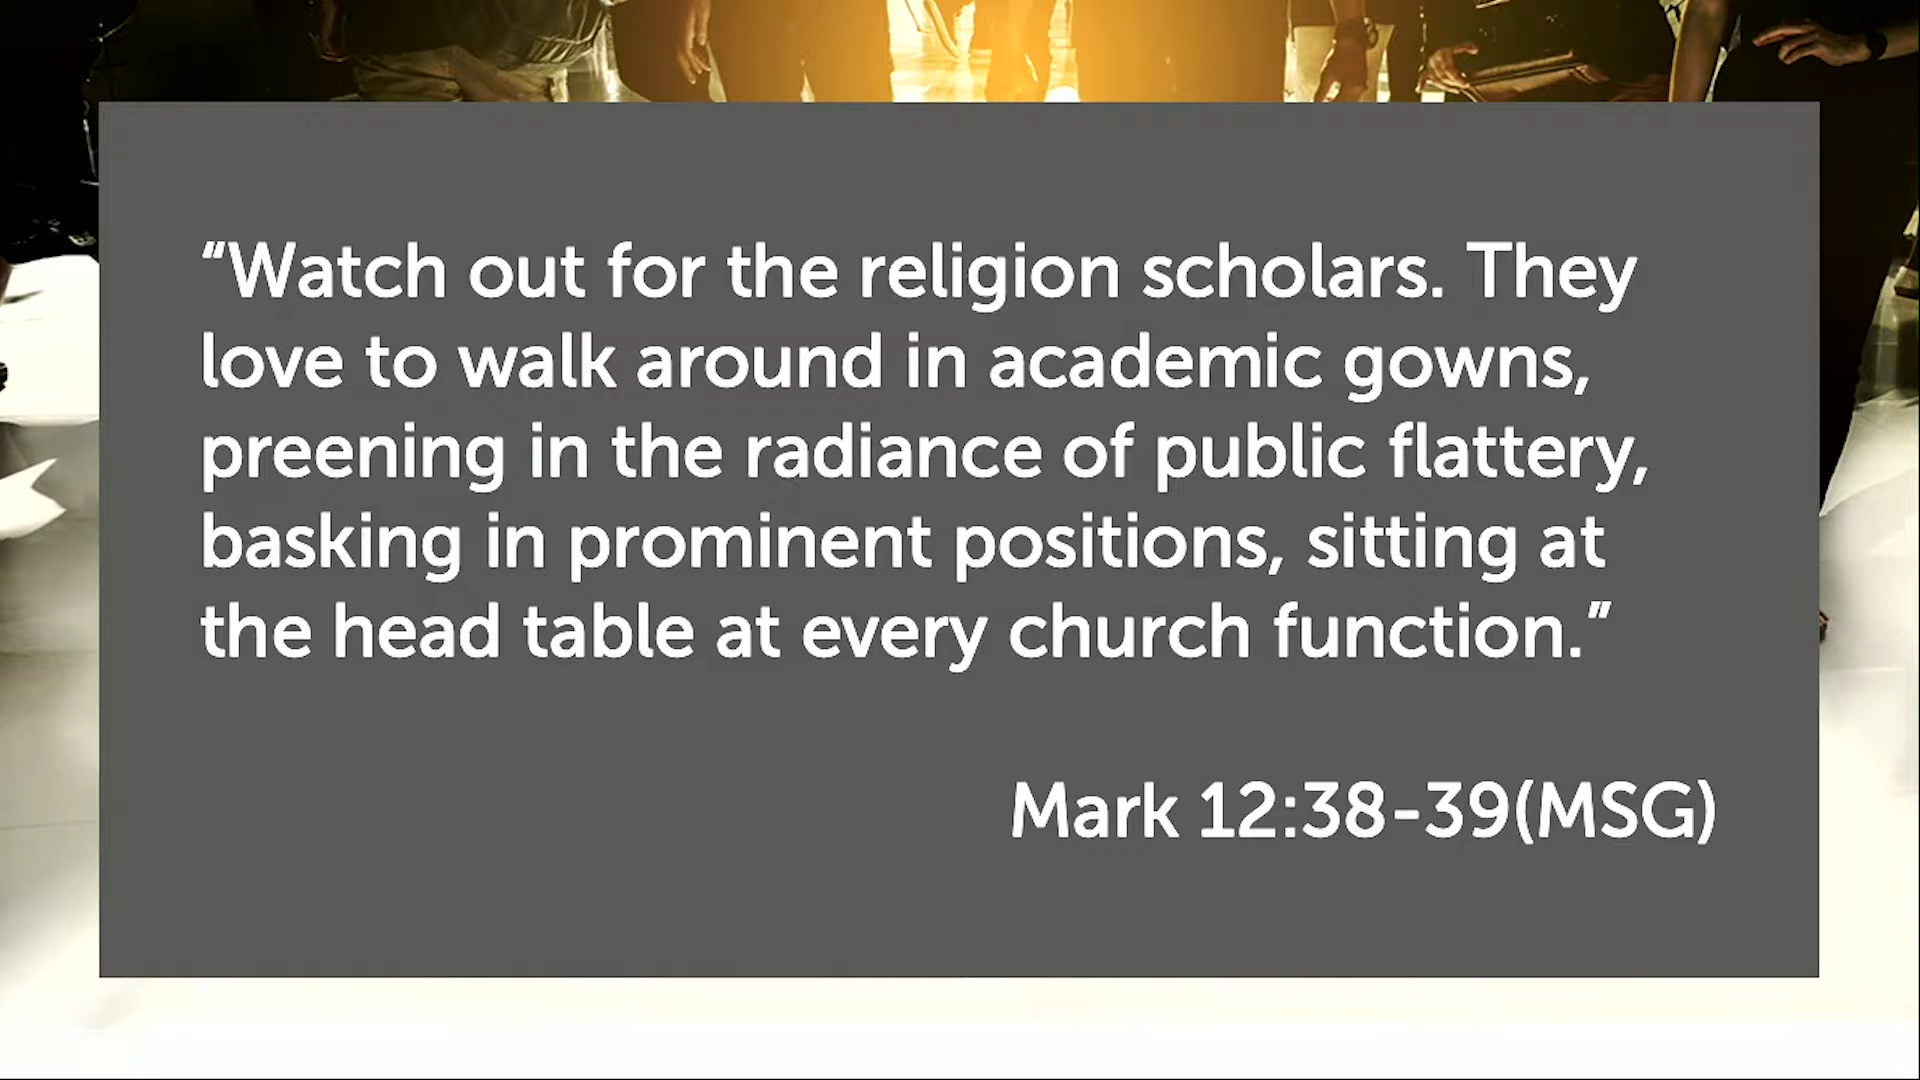 “Watch out for the religion scholars. They
love to walk around in academic gowns,
preening in the radiance of public flattery,
basking in prominent positions, sitting at
the head table at every church function.”
Mark 12:38-39(MSG)